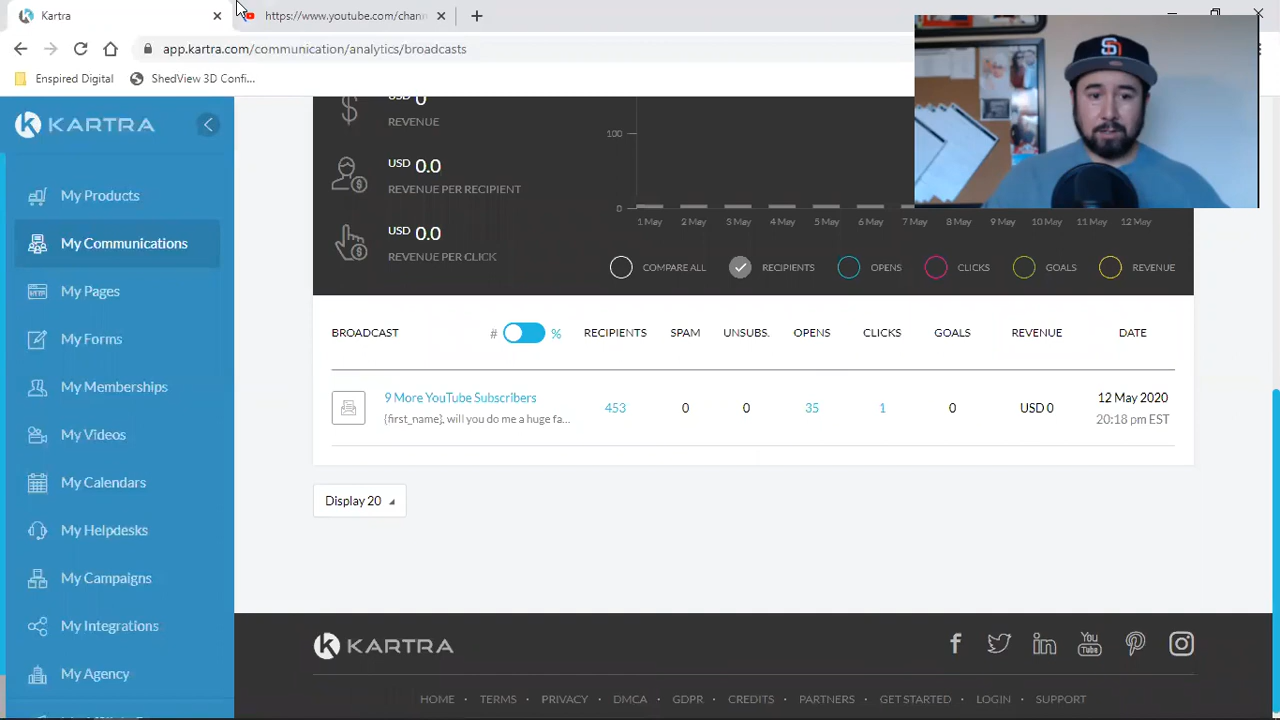 Kartra
https://www.youtube.com/chann
app.kartra.com/communication/analytics/broadcasts
Enspired Digital
ShedView 3D Confi...
KARTRA
My Products
My Communications
My Pages
My Forms
My Memberships
My Videos
My Calendars
My Helpdesks
My Campaigns
My Integrations
My Agency
USD 0
REVENUE
USD 0.0
REVENUE PER RECIPIENT
USD 0.0
REVENUE PER CLICK
100
0
1 May 2 May 3 May 4 May 5 May 6 May 7 May 8 May 9 May 10 May 11 May 12 May
COMPARE ALL RECIPIENTS OPENS CLICKS GOALS REVENUE
BROADCAST # % RECIPIENTS SPAM UNSUBS. OPENS CLICKS GOALS REVENUE DATE
9 More YouTube Subscribers
{first_name}, will you do me a huge fa...
453 0 0 35 1 0 USD 0
12 May 2020
20:18 pm EST
Display 20
KARTRA
You
Tube
HOME · TERMS · PRIVACY · DMCA · GDPR · CREDITS · PARTNERS · GET STARTED · LOGIN · SUPPORT